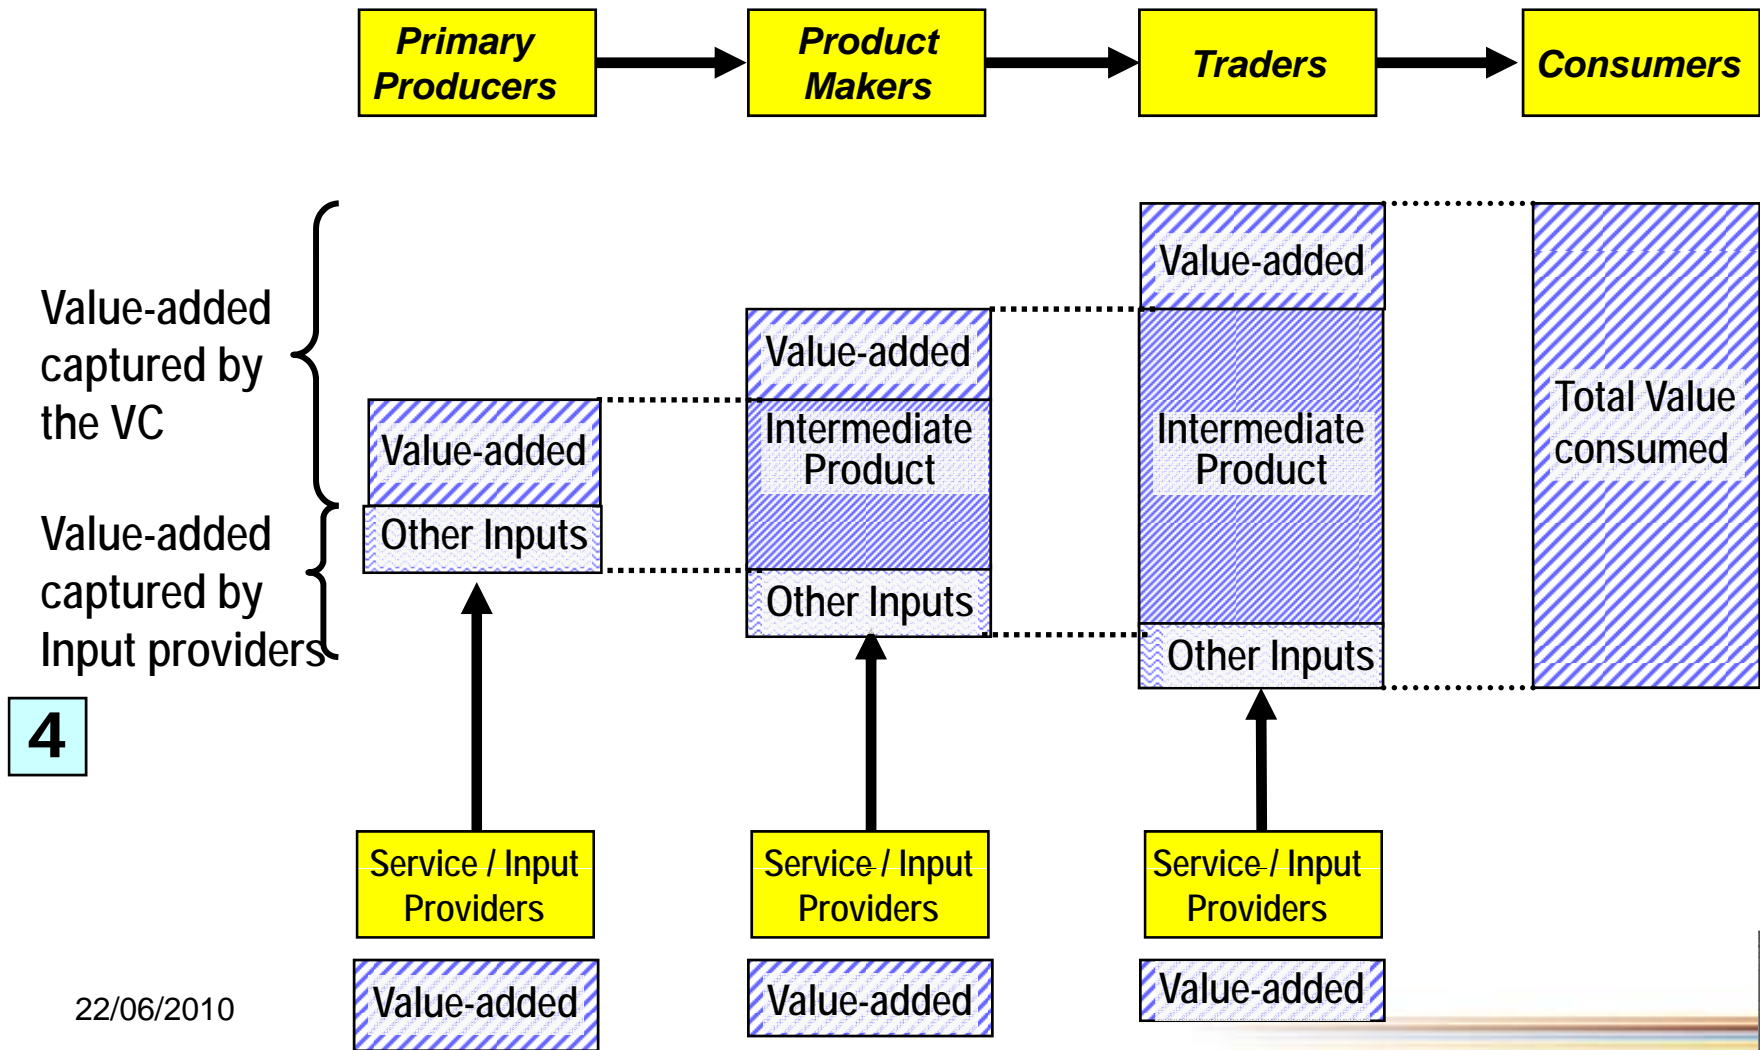 Primary
Producers
Product
Makers
Traders
Consumers
Value-added
captured by
the VC
Value-added
captured by
Input providers
Value-added
Other Inputs
Value-added
Intermediate
Product
Other Inputs
Value-added
Intermediate
Product
Other Inputs
Total Value
consumed
4
Service / Input
Providers
Service / Input
Providers
Service / Input
Providers
Value-added
Value-added
Value-added
22/06/2010